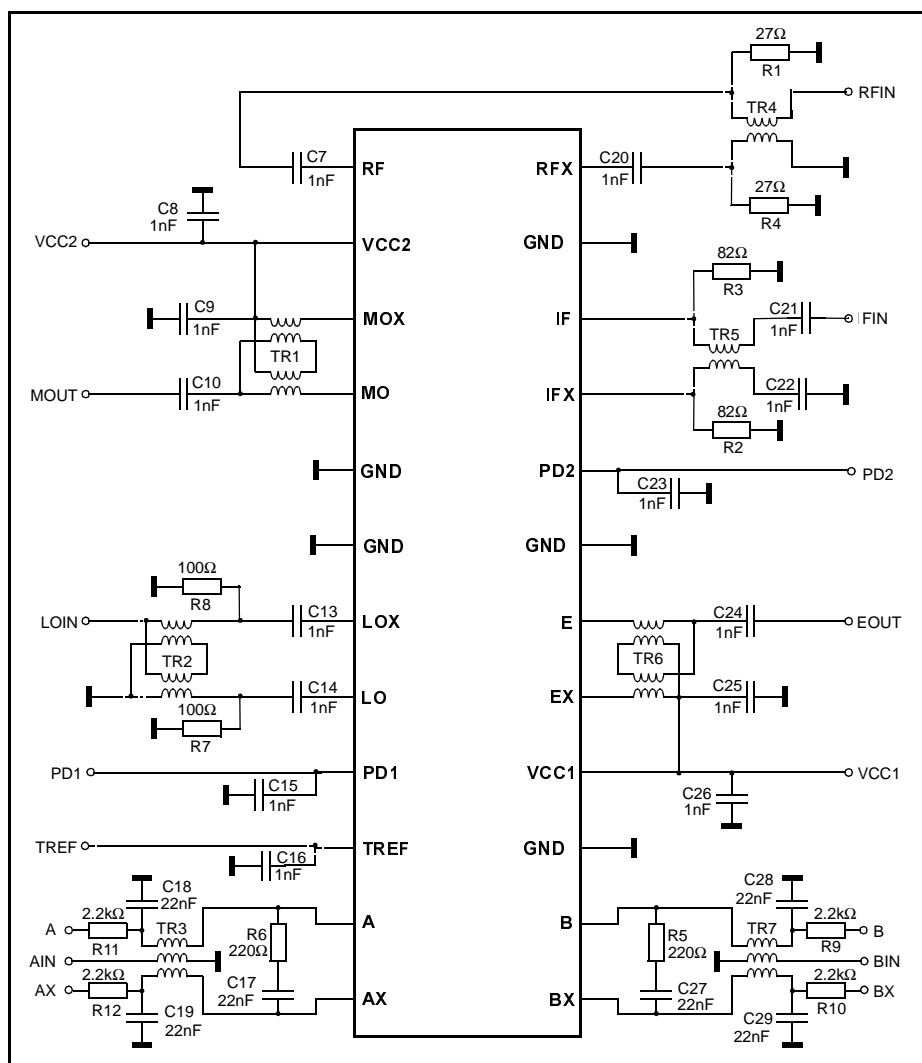 27Ω
R1
RFIN
TR4
C7
1nF
RF
RFX
C20
1nF
27Ω
R4
C8
1nF
VCC2
VCC2
GND
82Ω
R3
C9
1nF
MOX
IF
C21
1nF
IFIN
TR5
TR1
MOUT
C10
1nF
MO
IFX
C22
1nF
82Ω
R2
GND
PD2
PD2
C23
1nF
GND
GND
100Ω
R8
LOIN
C13
1nF
LOX
E
C24
1nF
EOUT
TR2
TR6
C14
1nF
LO
EX
C25
1nF
100Ω
R7
PD1
PD1
VCC1
VCC1
C15
1nF
C26
1nF
TREF
TREF
GND
C16
1nF
C18
22nF
C28
22nF
A
2.2kΩ
R11
TR3
R6
220Ω
A
B
R5
220Ω
TR7
2.2kΩ
R9
B
AIN
BIN
AX
2.2kΩ
R12
C19
22nF
C17
22nF
AX
BX
C27
22nF
C29
22nF
2.2kΩ
R10
BX